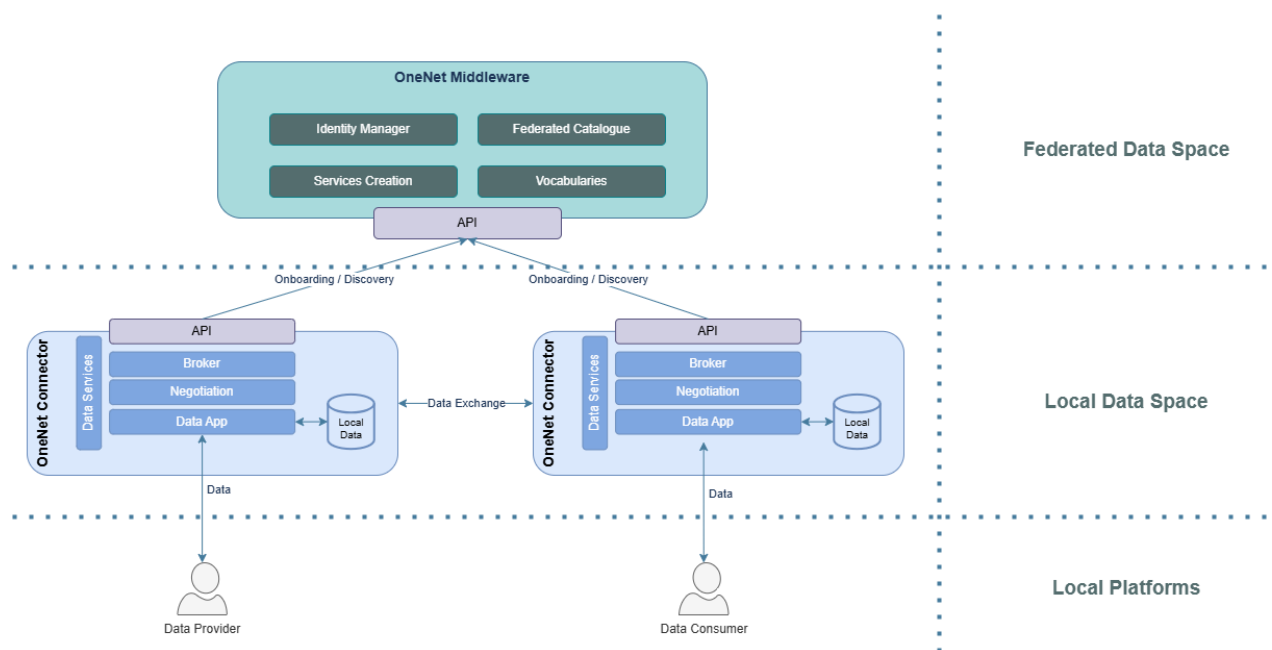 OneNet Middleware
Identity Manager
Federated Catalogue
Services Creation
Vocabularies
API
Federated Data Space
Onboarding / Discovery
Onboarding / Discovery
OneNet Connector
Data Services
API
Broker
Negotiation
Data App
Local
Data
Data Exchange
OneNet Connector
Data Services
API
Broker
Negotiation
Data App
Local
Data
Local Data Space
Data
Data
Data Provider
Data Consumer
Local Platforms